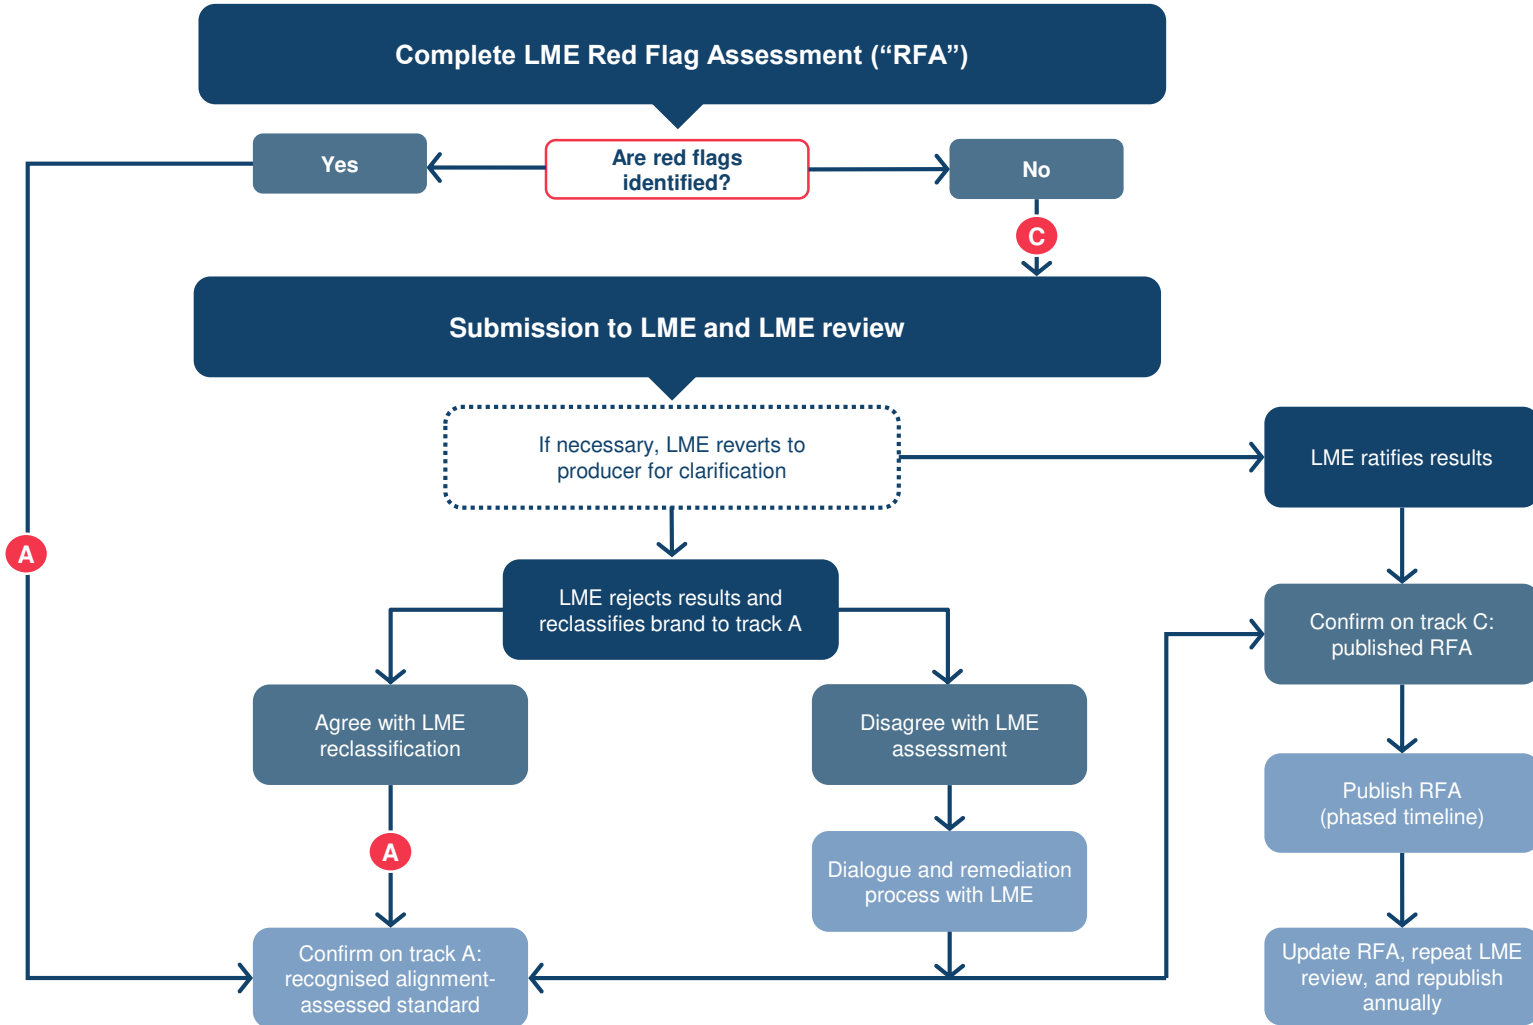 Complete LME Red Flag Assessment (“RFA”)
Yes
Are red flags
identified?
No
C
Submission to LME and LME review
If necessary, LME reverts to
producer for clarification
LME ratifies results
A
LME rejects results and
reclassifies brand to track A
Confirm on track C:
published RFA
Agree with LME
reclassification
Disagree with LME
assessment
Publish RFA
(phased timeline)
A
Dialogue and remediation
process with LME
Confirm on track A:
recognised alignment-
assessed standard
Update RFA, repeat LME
review, and republish
annually